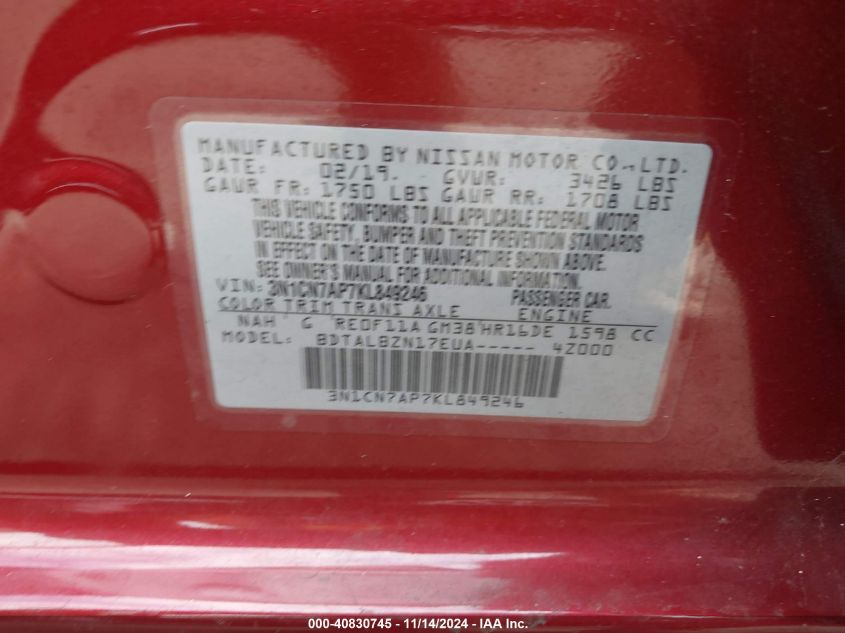 MANUFACTURED BY NISSAN MOTOR CO.,LTD.
DATE: 02/19. GVWR: 3426 LBS
GAWR FR: 1750 LBS GAWR RR: 1708 LBS
THIS VEHICLE CONFORMS TO ALL APPLICABLE FEDERAL MOTOR
VEHICLE SAFETY, BUMPER AND THEFT PREVENTION STANDARDS
IN EFFECT ON THE DATE OF MANUFACTURE SHOWN ABOVE.
SEE OWNER'S MANUAL FOR ADDITIONAL INFORMATION.
VIN: 3N1CN7AP7KL849246 PASSENGER CAR.
COLOR TRIM TRANS AXLE ENGINE
NAH G RE0F11A GM38 HR16DE 1598 CC
MODEL: BDTALBZN17EUA----- 4Z000
3N1CN7AP7KL849246
000-40830745 - 11/14/2024 - IAA Inc.